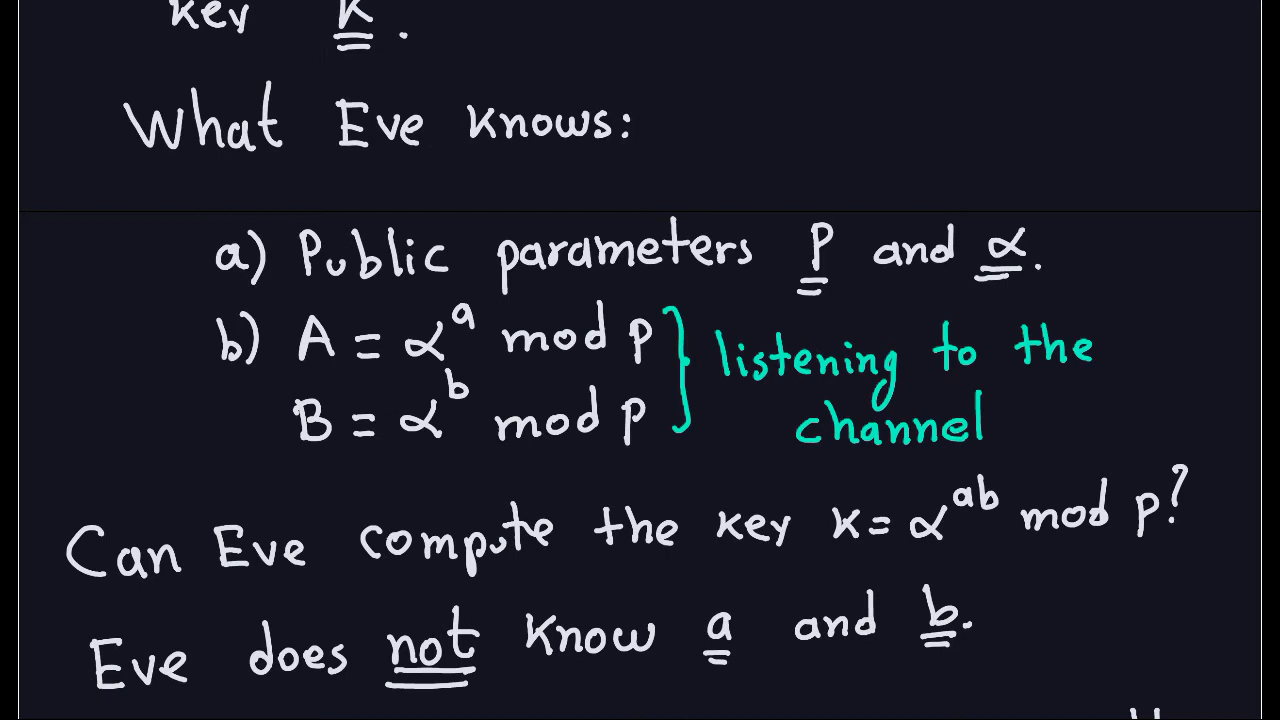 key k.
What Eve knows:
a) Public parameters p and α.
b) A = α^a mod p
B = α^b mod p
listening to the
channel
Can Eve compute the key k = α^ab mod p?
Eve does not know a and b.